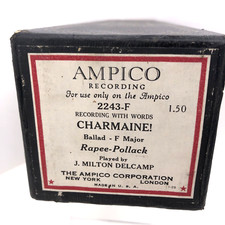 AMPICO
RECORDING
For use only on the Ampico
2243-F 1.50
RECORDING WITH WORDS
CHARMAINE!
Ballad - F Major
Rapee-Pollack
Played by
J. MILTON DELCAMP
THE AMPICO CORPORATION
NEW YORK LONDON
MADE IN U. S. A.